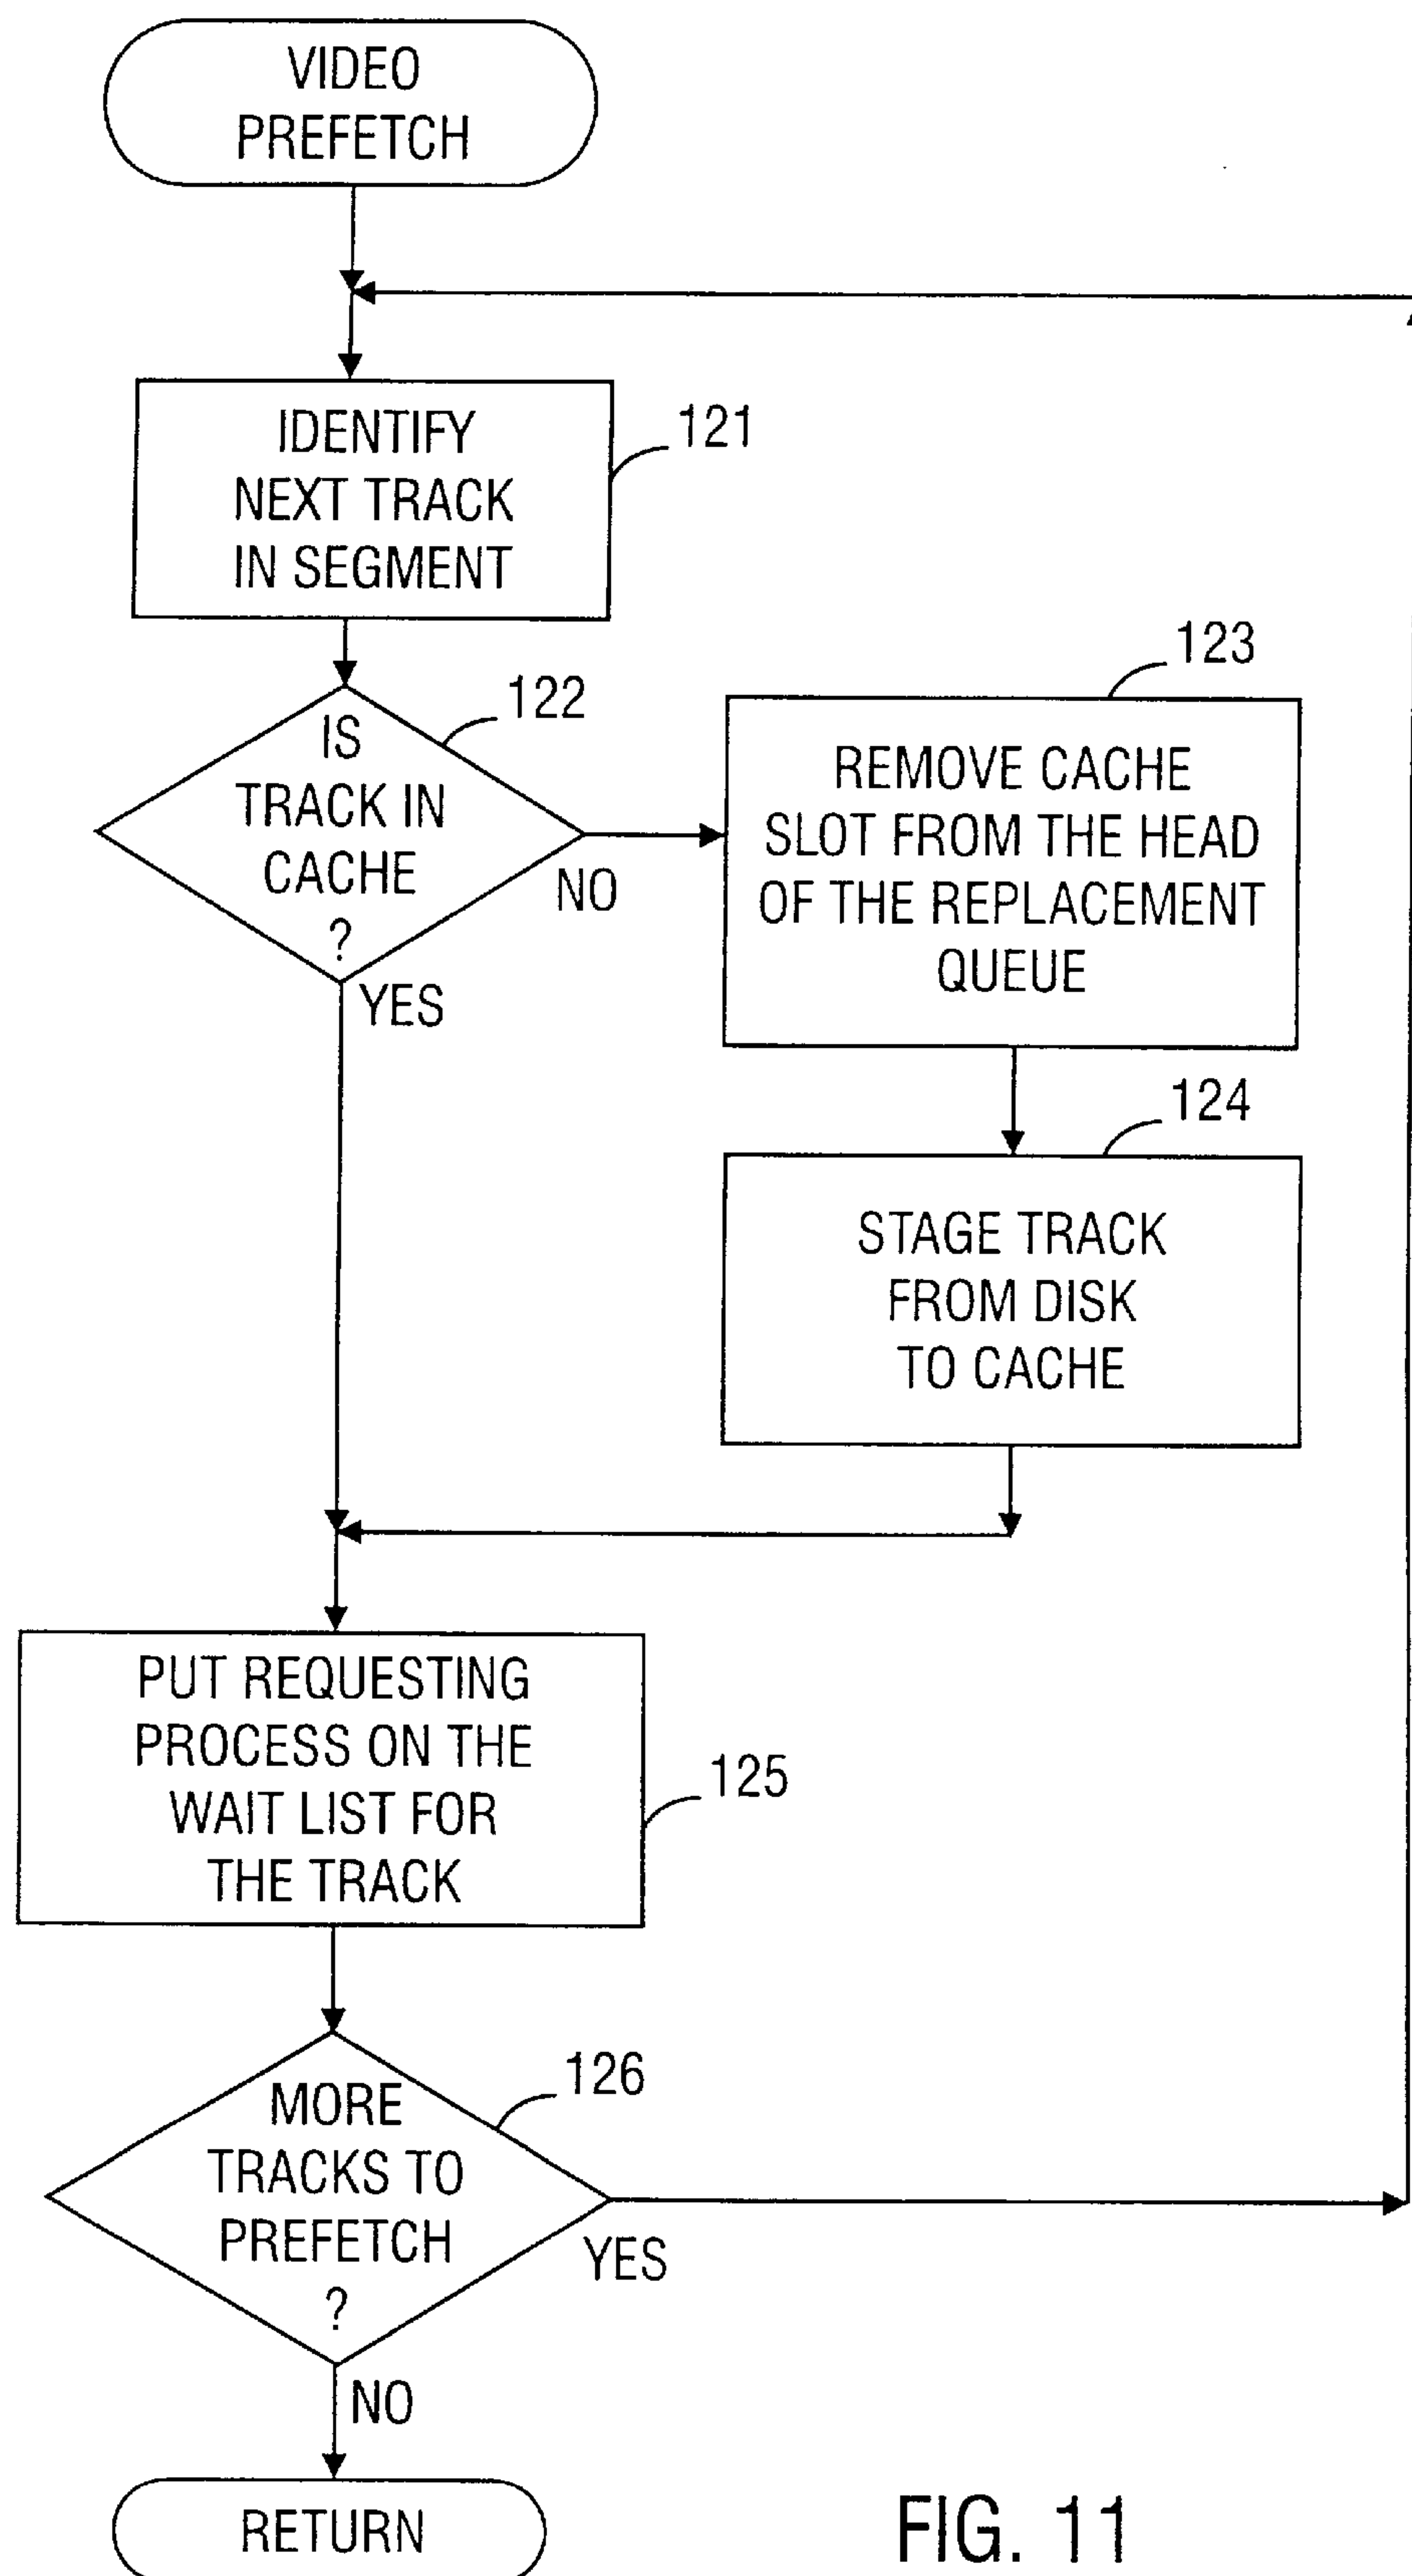 VIDEO
PREFETCH
IDENTIFY
NEXT TRACK
IN SEGMENT
121
IS
TRACK IN
CACHE
?
122
NO
YES
123
REMOVE CACHE
SLOT FROM THE HEAD
OF THE REPLACEMENT
QUEUE
124
STAGE TRACK
FROM DISK
TO CACHE
PUT REQUESTING
PROCESS ON THE
WAIT LIST FOR
THE TRACK
125
MORE
TRACKS TO
PREFETCH
?
126
YES
NO
RETURN
FIG. 11